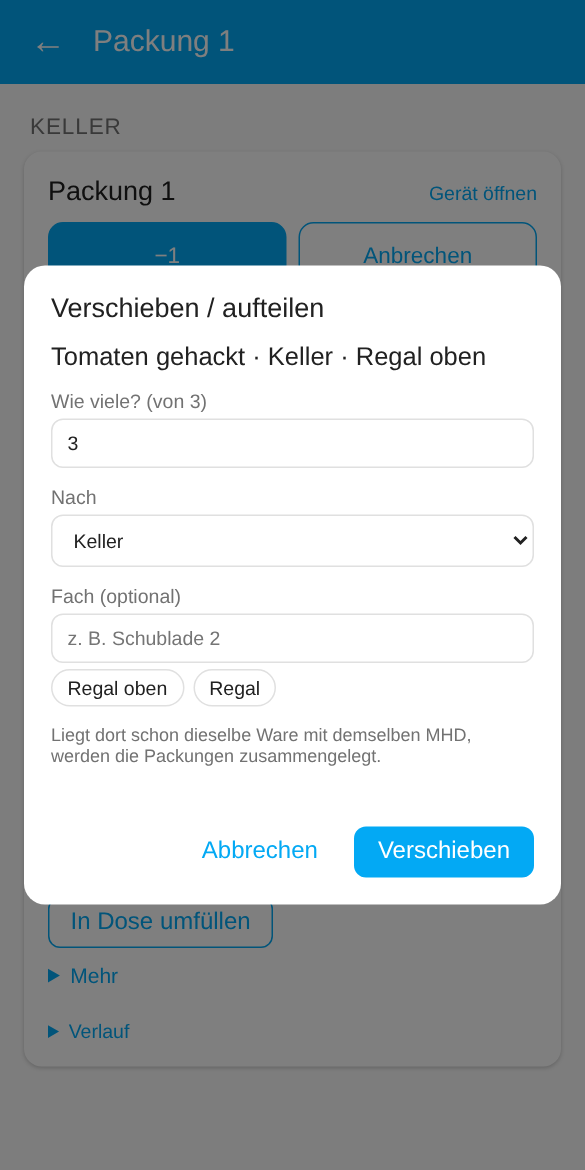 ← Packung 1
KELLER
Packung 1
Gerät öffnen
−1
Anbrechen
Verschieben / aufteilen
Tomaten gehackt · Keller · Regal oben
Wie viele? (von 3)
3
Nach
Keller
Fach (optional)
z. B. Schublade 2
Regal oben
Regal
Liegt dort schon dieselbe Ware mit demselben MHD,
werden die Packungen zusammengelegt.
Abbrechen
Verschieben
In Dose umfüllen
Mehr
Verlauf